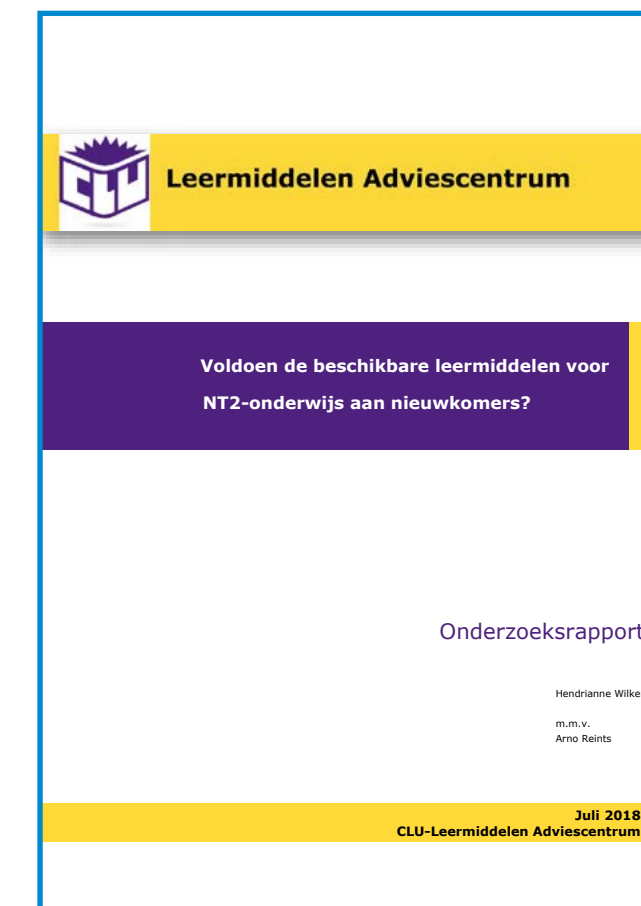 CLU
Leermiddelen Adviescentrum
Voldoen de beschikbare leermiddelen voor
NT2-onderwijs aan nieuwkomers?
Onderzoeksrapport
Hendrianne Wilke
m.m.v.
Arno Reints
Juli 2018
CLU-Leermiddelen Adviescentrum